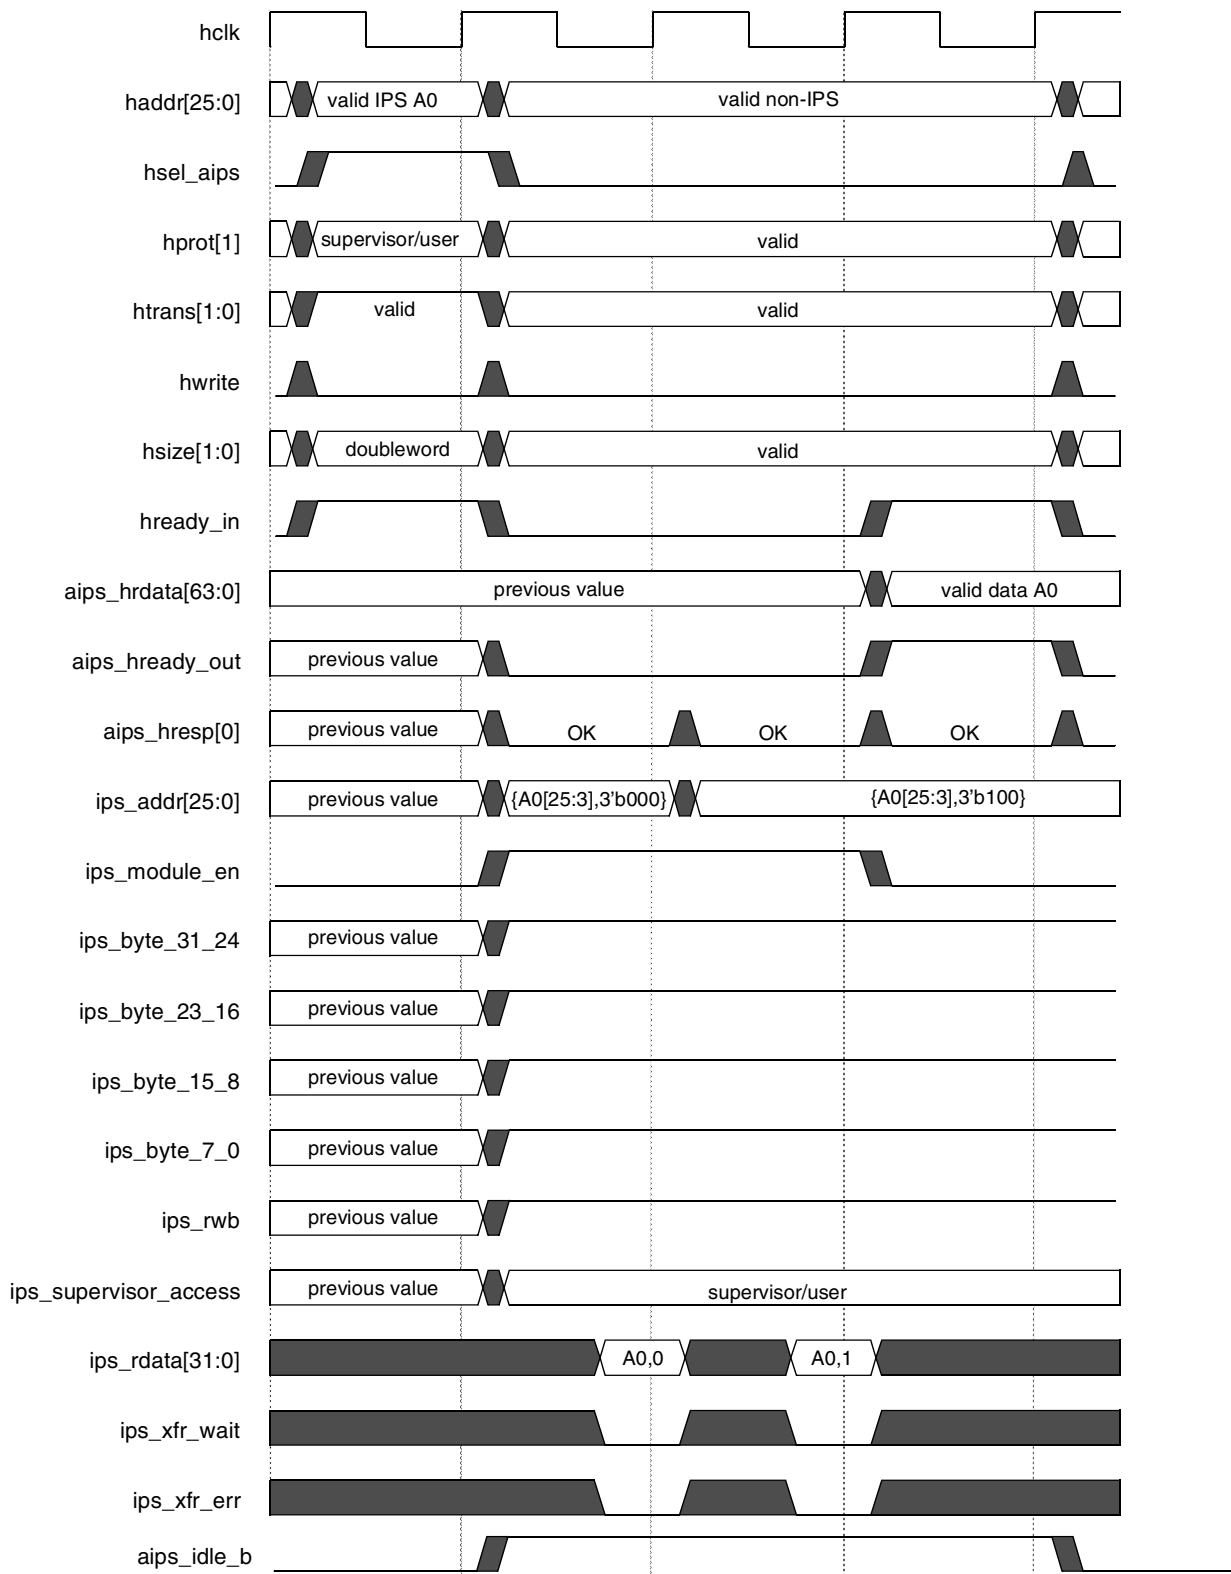 hclk
haddr[25:0] valid IPS A0 valid non-IPS
hsel_aips
hprot[1] supervisor/user valid
htrans[1:0] valid valid
hwrite
hsize[1:0] doubleword valid
hready_in
aips_hrdata[63:0] previous value valid data A0
aips_hready_out previous value
aips_hresp[0] previous value OK OK OK
ips_addr[25:0] previous value {A0[25:3],3'b000} {A0[25:3],3'b100}
ips_module_en
ips_byte_31_24 previous value
ips_byte_23_16 previous value
ips_byte_15_8 previous value
ips_byte_7_0 previous value
ips_rwb previous value
ips_supervisor_access previous value supervisor/user
ips_rdata[31:0] A0,0 A0,1
ips_xfr_wait
ips_xfr_err
aips_idle_b